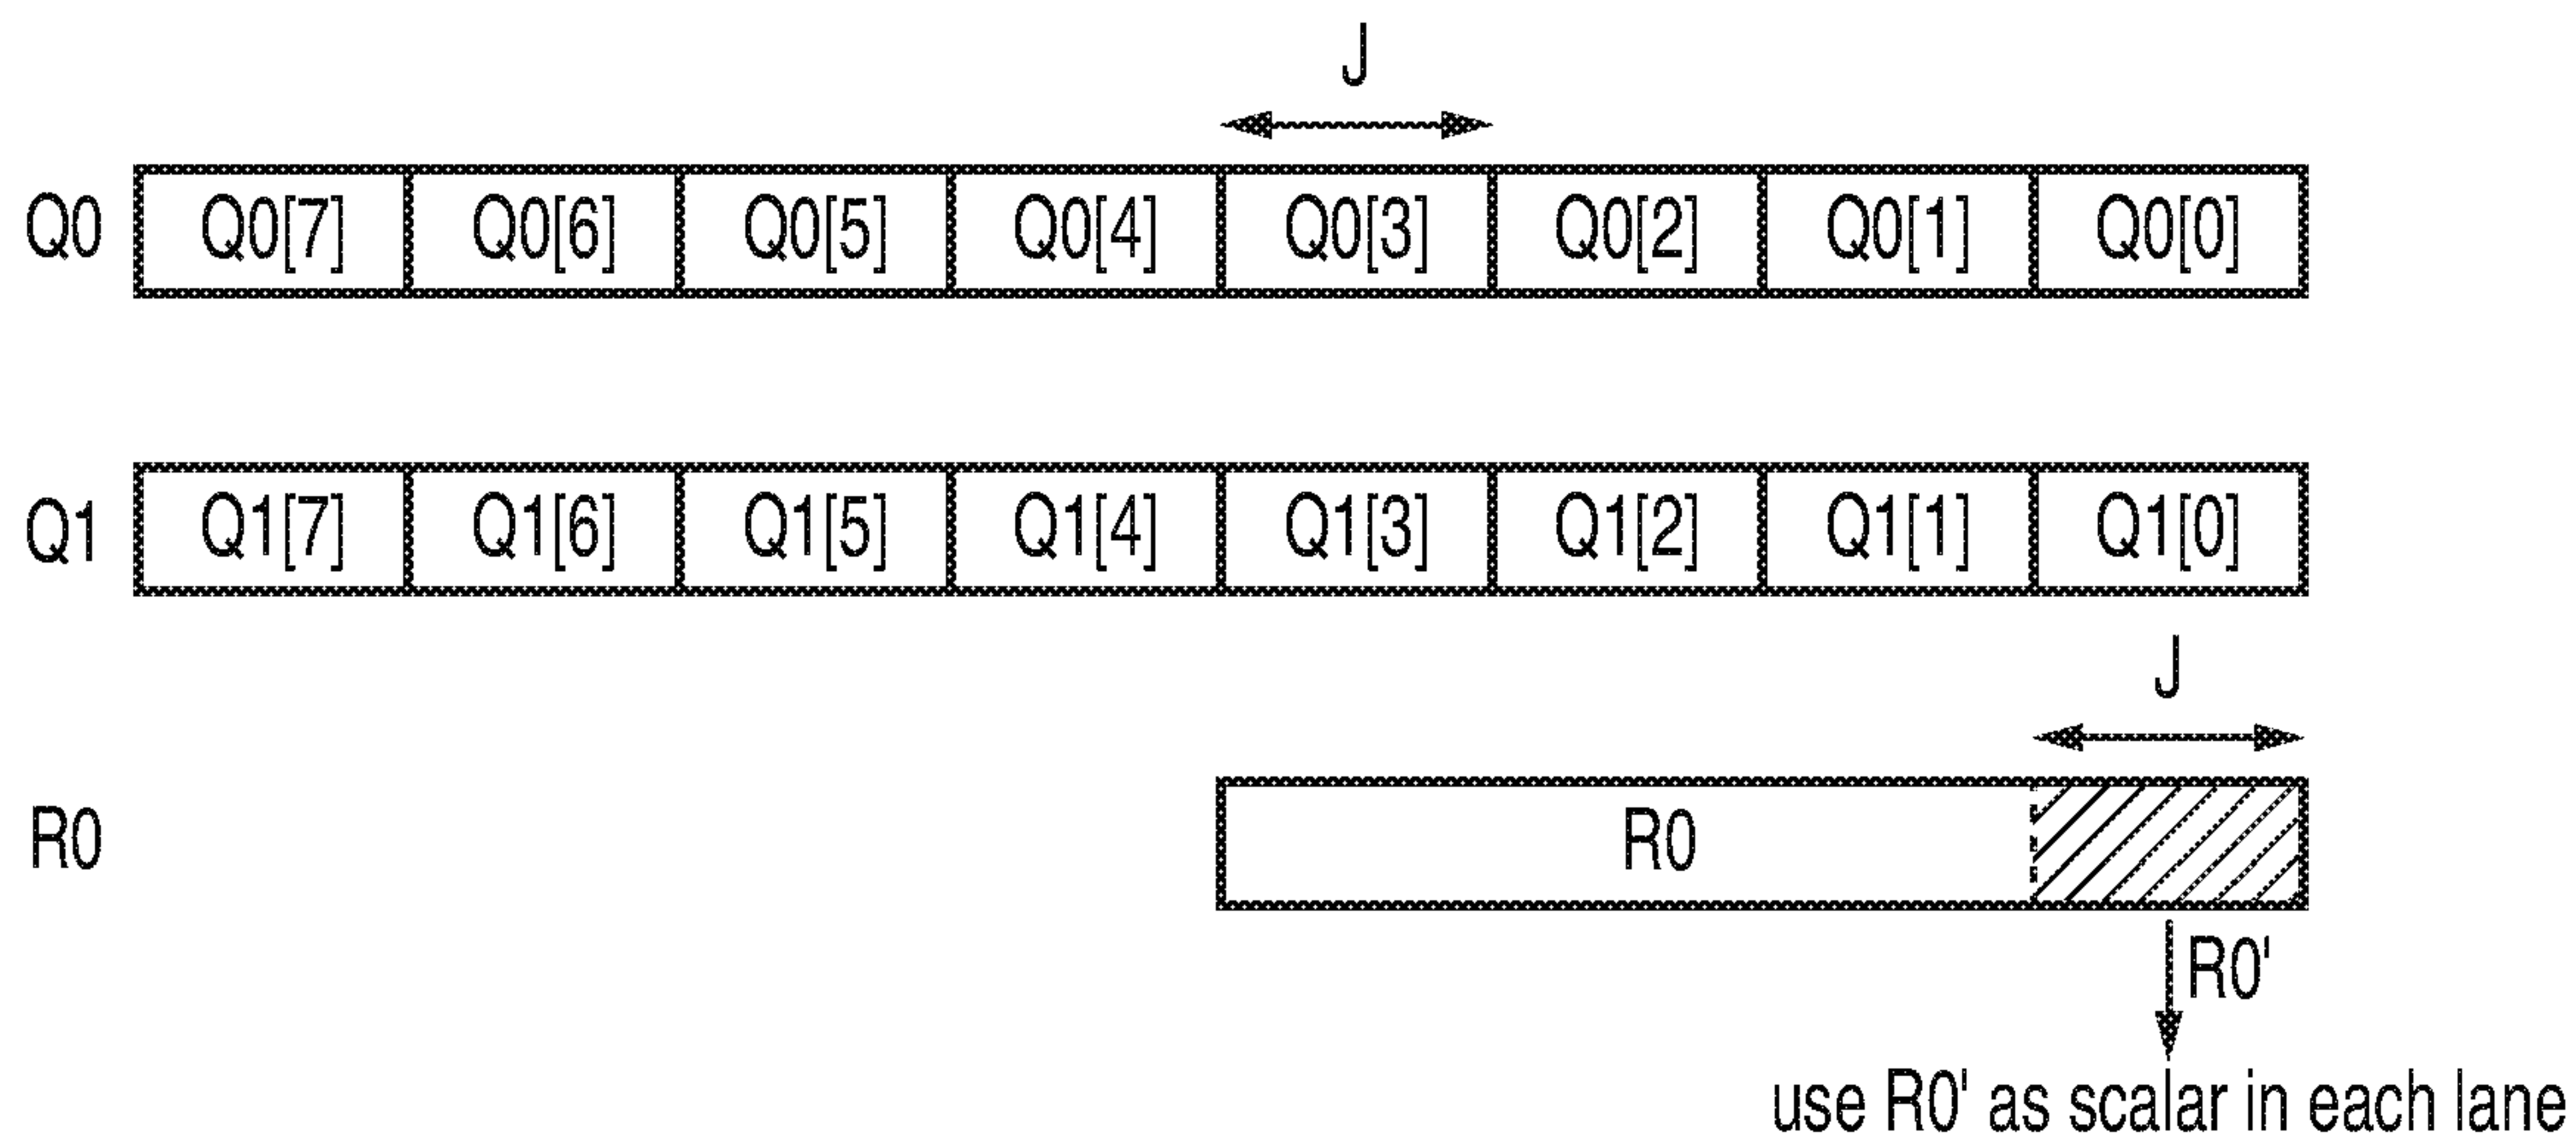 J
Q0 Q0[7] Q0[6] Q0[5] Q0[4] Q0[3] Q0[2] Q0[1] Q0[0]
Q1 Q1[7] Q1[6] Q1[5] Q1[4] Q1[3] Q1[2] Q1[1] Q1[0]
J
R0 R0
R0'
use R0' as scalar in each lane